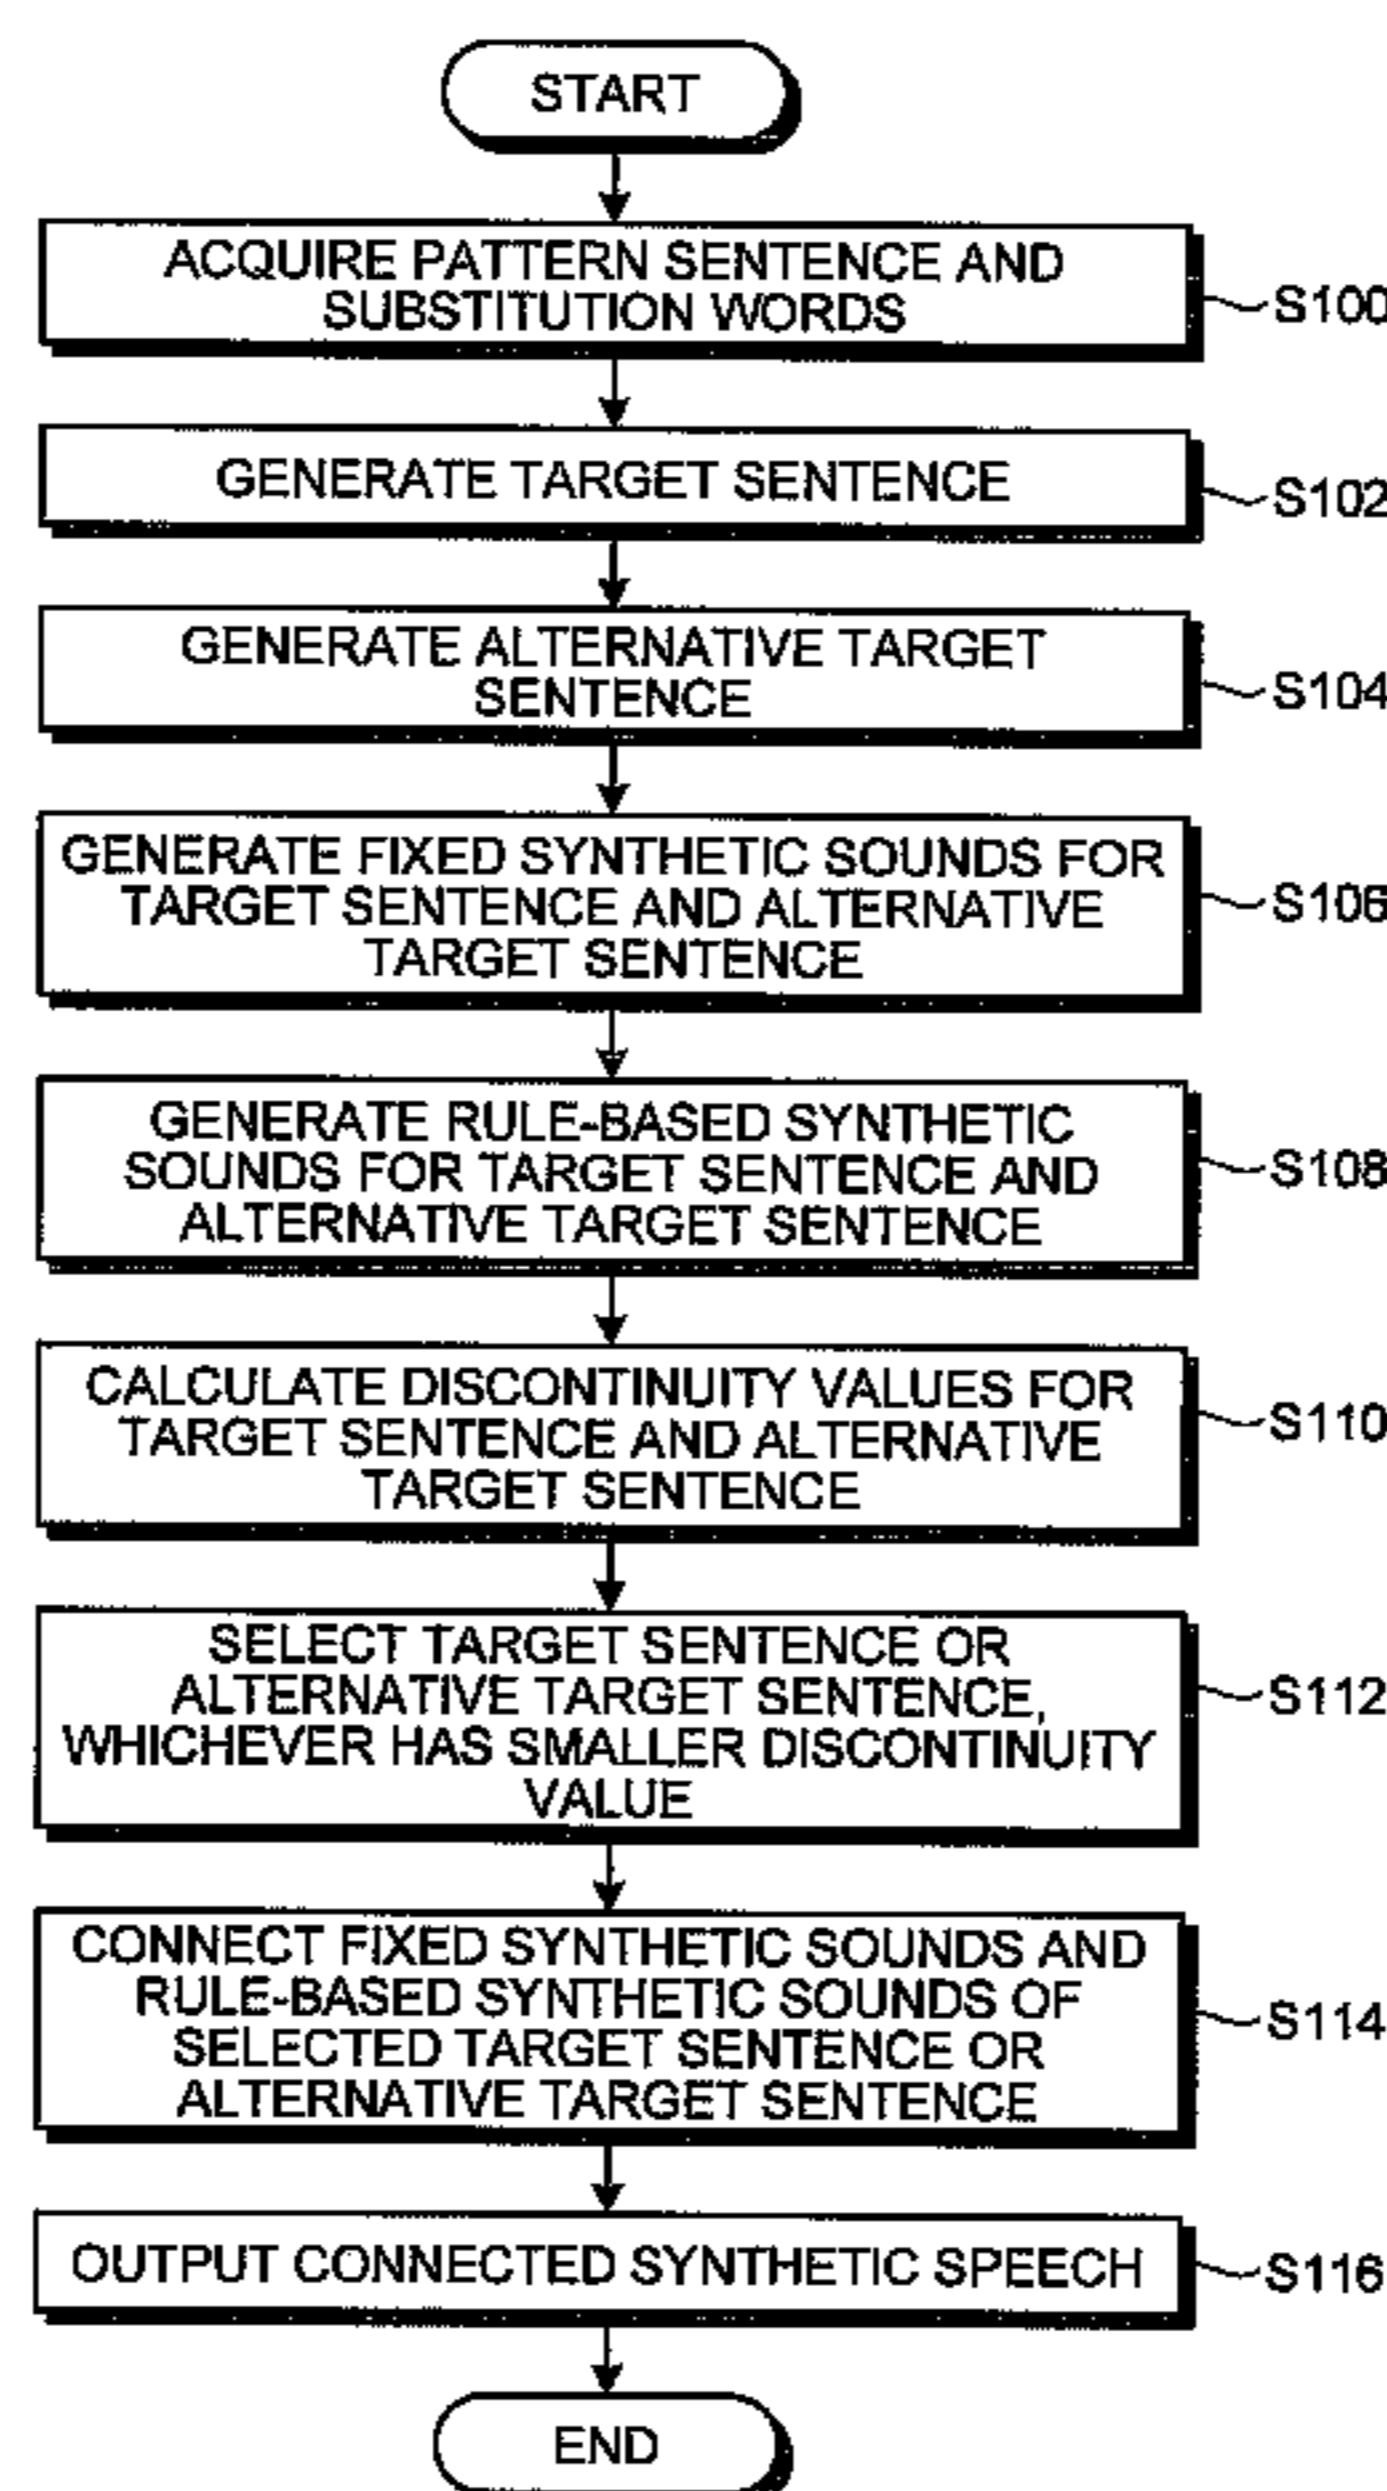 START
ACQUIRE PATTERN SENTENCE AND
SUBSTITUTION WORDS
S100
GENERATE TARGET SENTENCE
S102
GENERATE ALTERNATIVE TARGET
SENTENCE
S104
GENERATE FIXED SYNTHETIC SOUNDS FOR
TARGET SENTENCE AND ALTERNATIVE
TARGET SENTENCE
S106
GENERATE RULE-BASED SYNTHETIC
SOUNDS FOR TARGET SENTENCE AND
ALTERNATIVE TARGET SENTENCE
S108
CALCULATE DISCONTINUITY VALUES FOR
TARGET SENTENCE AND ALTERNATIVE
TARGET SENTENCE
S110
SELECT TARGET SENTENCE OR
ALTERNATIVE TARGET SENTENCE,
WHICHEVER HAS SMALLER DISCONTINUITY
VALUE
S112
CONNECT FIXED SYNTHETIC SOUNDS AND
RULE-BASED SYNTHETIC SOUNDS OF
SELECTED TARGET SENTENCE OR
ALTERNATIVE TARGET SENTENCE
S114
OUTPUT CONNECTED SYNTHETIC SPEECH
S116
END